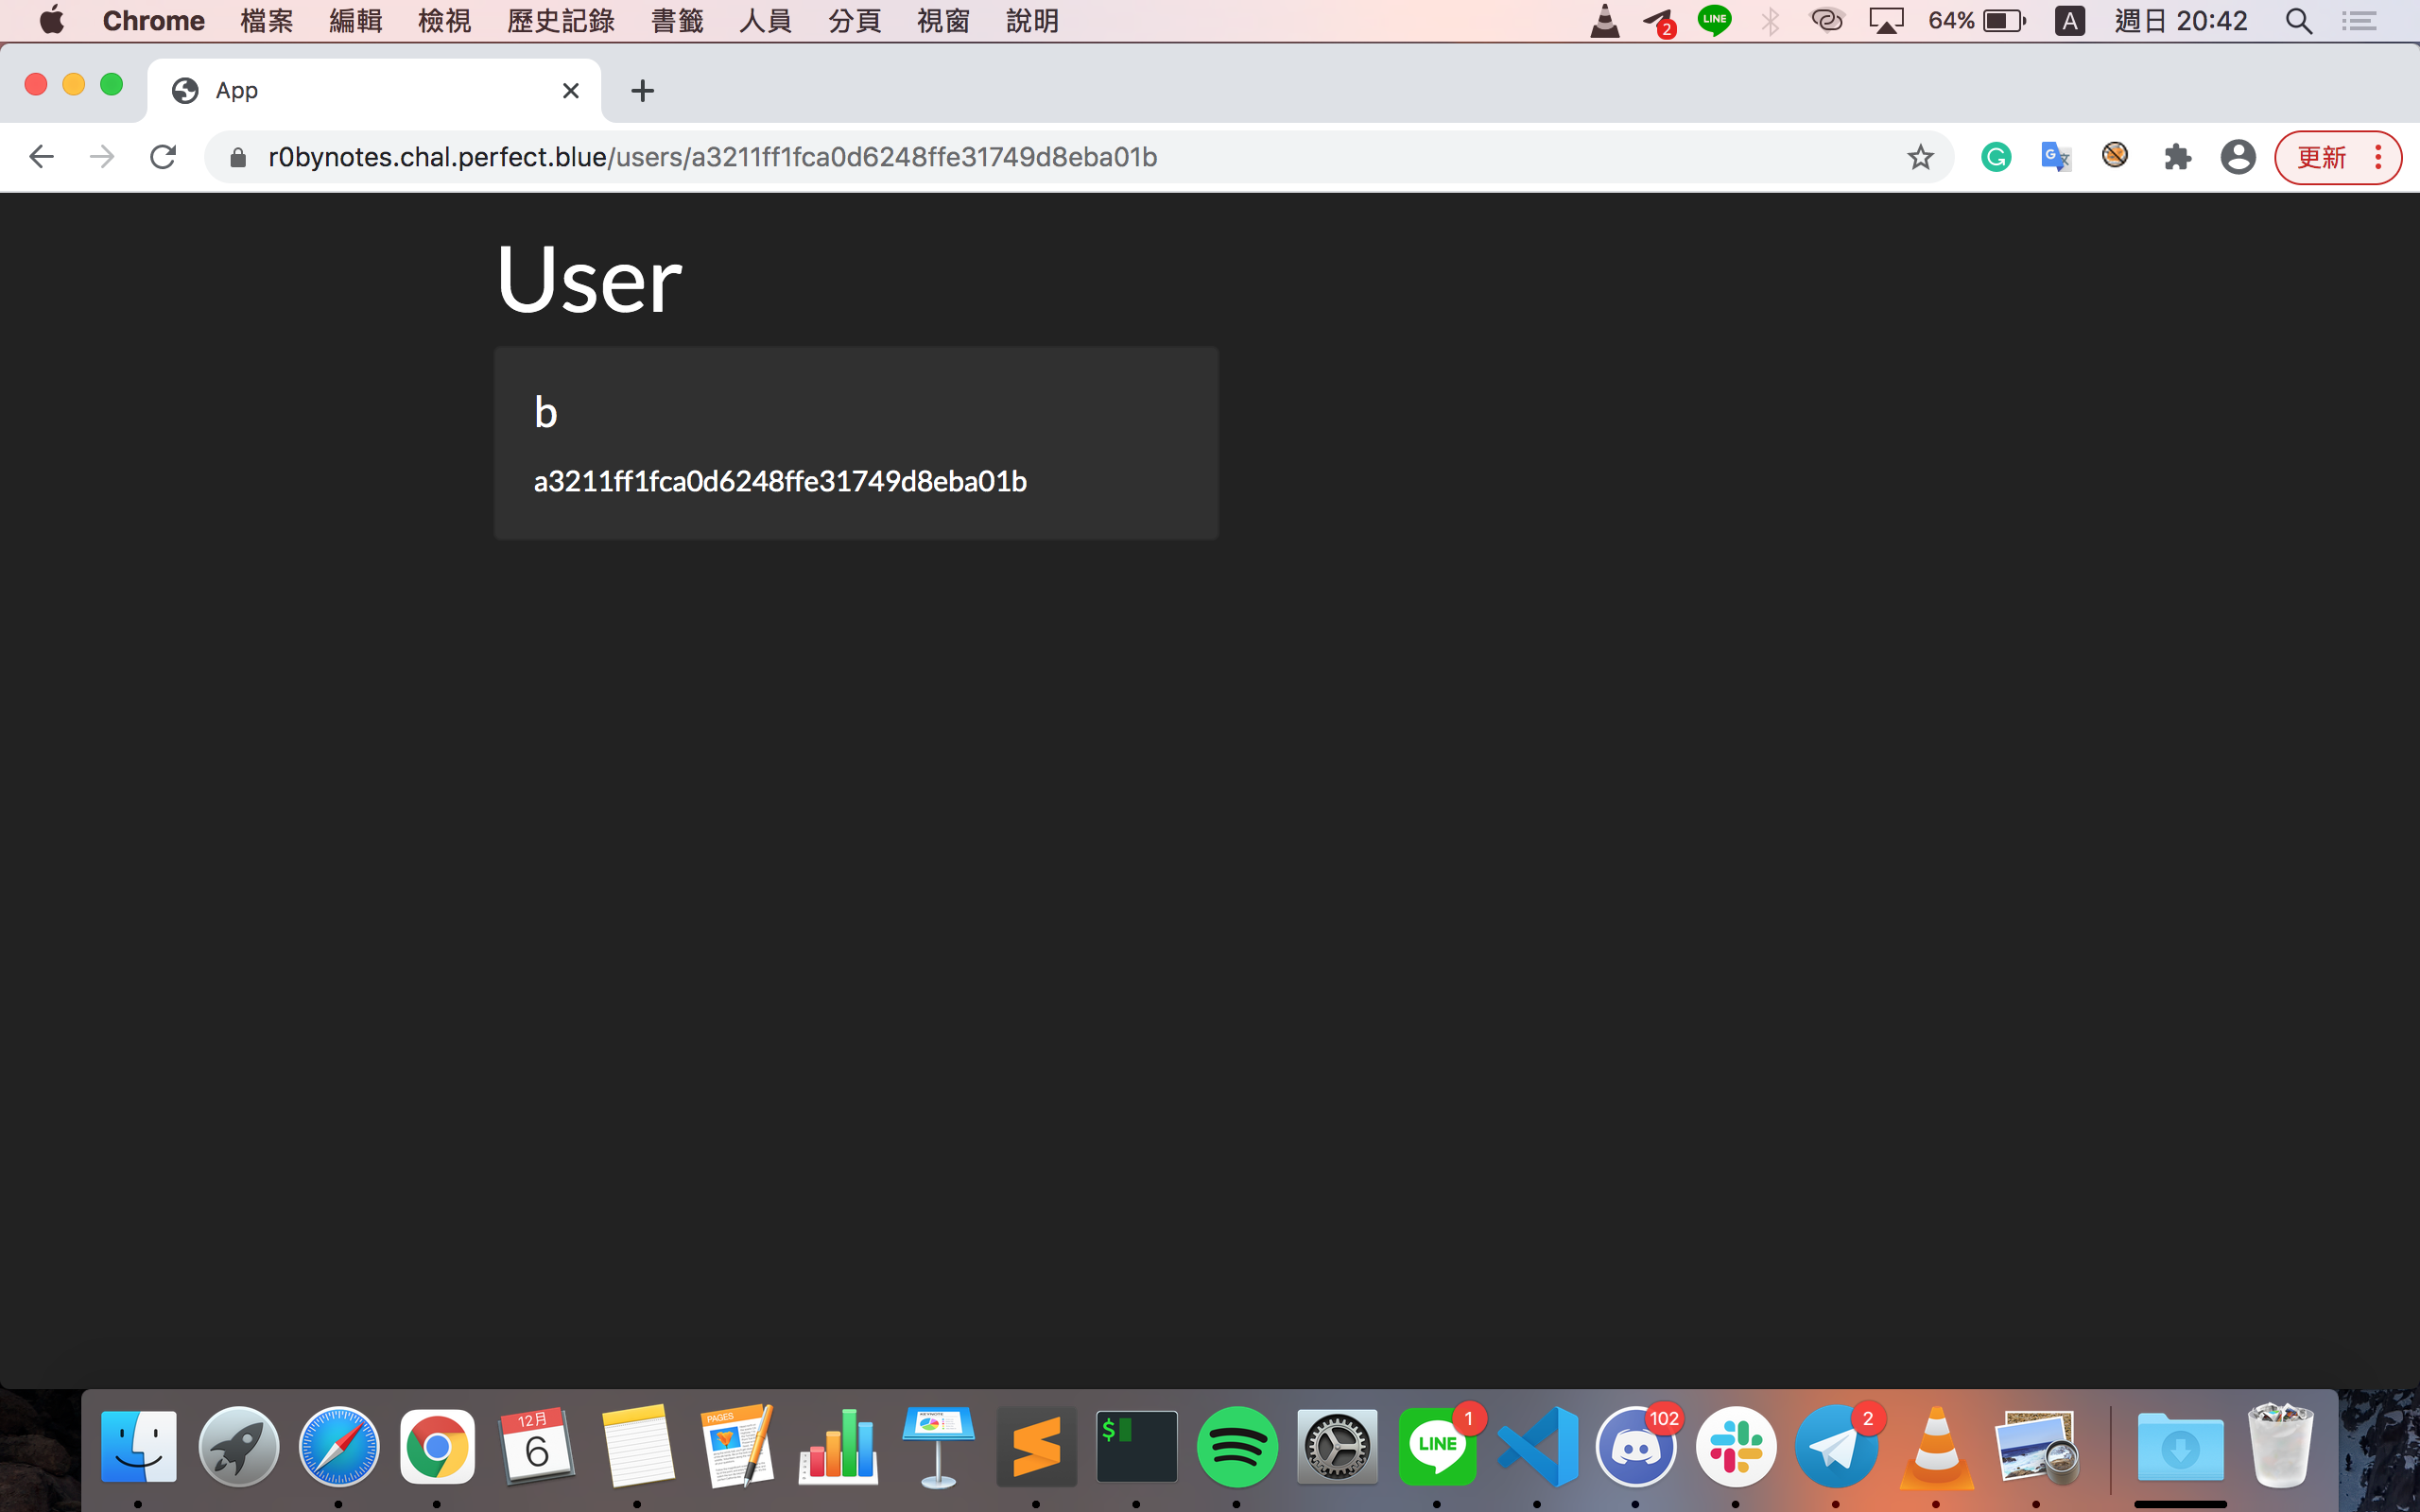 Chrome 檔案 編輯 檢視 歷史記錄 書籤 人員 分頁 視窗 說明 2 LINE 64% A 週日 20:42
App
r0bynotes.chal.perfect.blue/users/a3211ff1fca0d6248ffe31749d8eba01b 更新
User
b
a3211ff1fca0d6248ffe31749d8eba01b
12月
6
PAGES
KEYNOTE
$
LINE
1
102
2